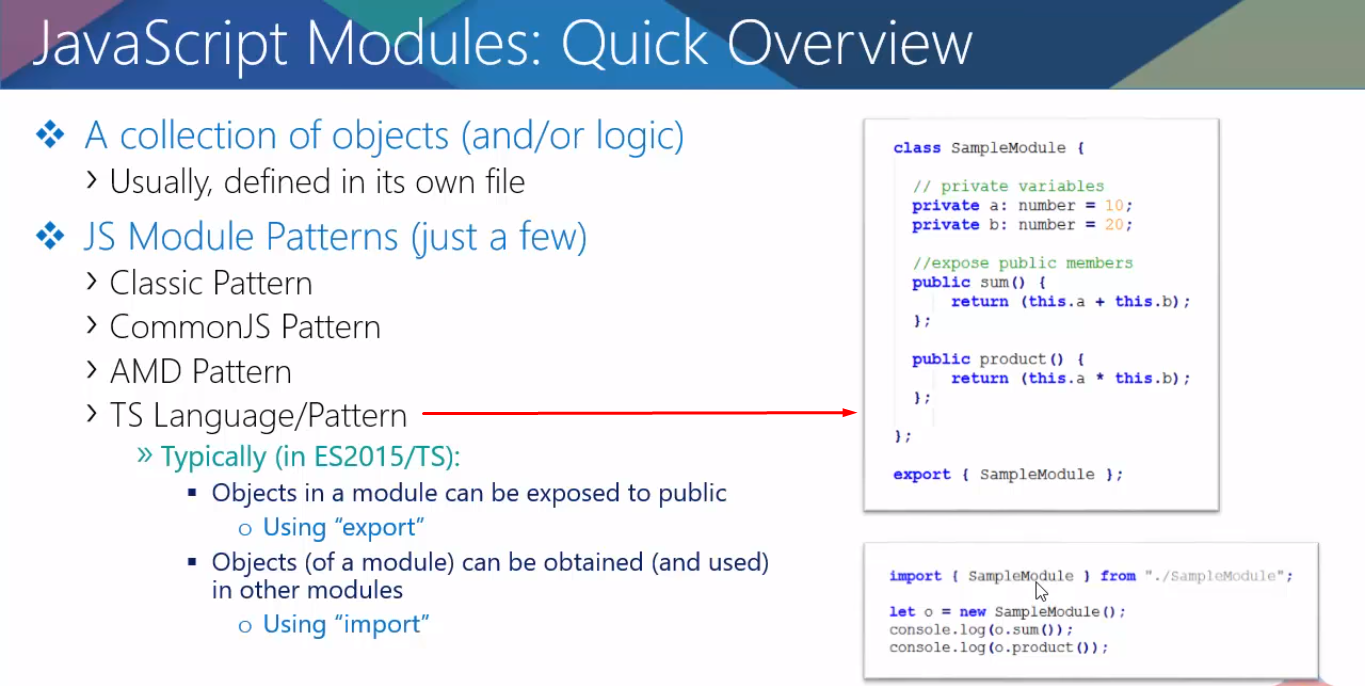 JavaScript Modules: Quick Overview
❖ A collection of objects (and/or logic)
› Usually, defined in its own file
❖ JS Module Patterns (just a few)
› Classic Pattern
› CommonJS Pattern
› AMD Pattern
› TS Language/Pattern
» Typically (in ES2015/TS):
▪ Objects in a module can be exposed to public
o Using “export”
▪ Objects (of a module) can be obtained (and used)
in other modules
o Using “import”
class SampleModule {
// private variables
private a: number = 10;
private b: number = 20;
//expose public members
public sum() {
return (this.a + this.b);
};
public product() {
return (this.a * this.b);
};
};
export { SampleModule };
import { SampleModule } from "./SampleModule";
let o = new SampleModule();
console.log(o.sum());
console.log(o.product());